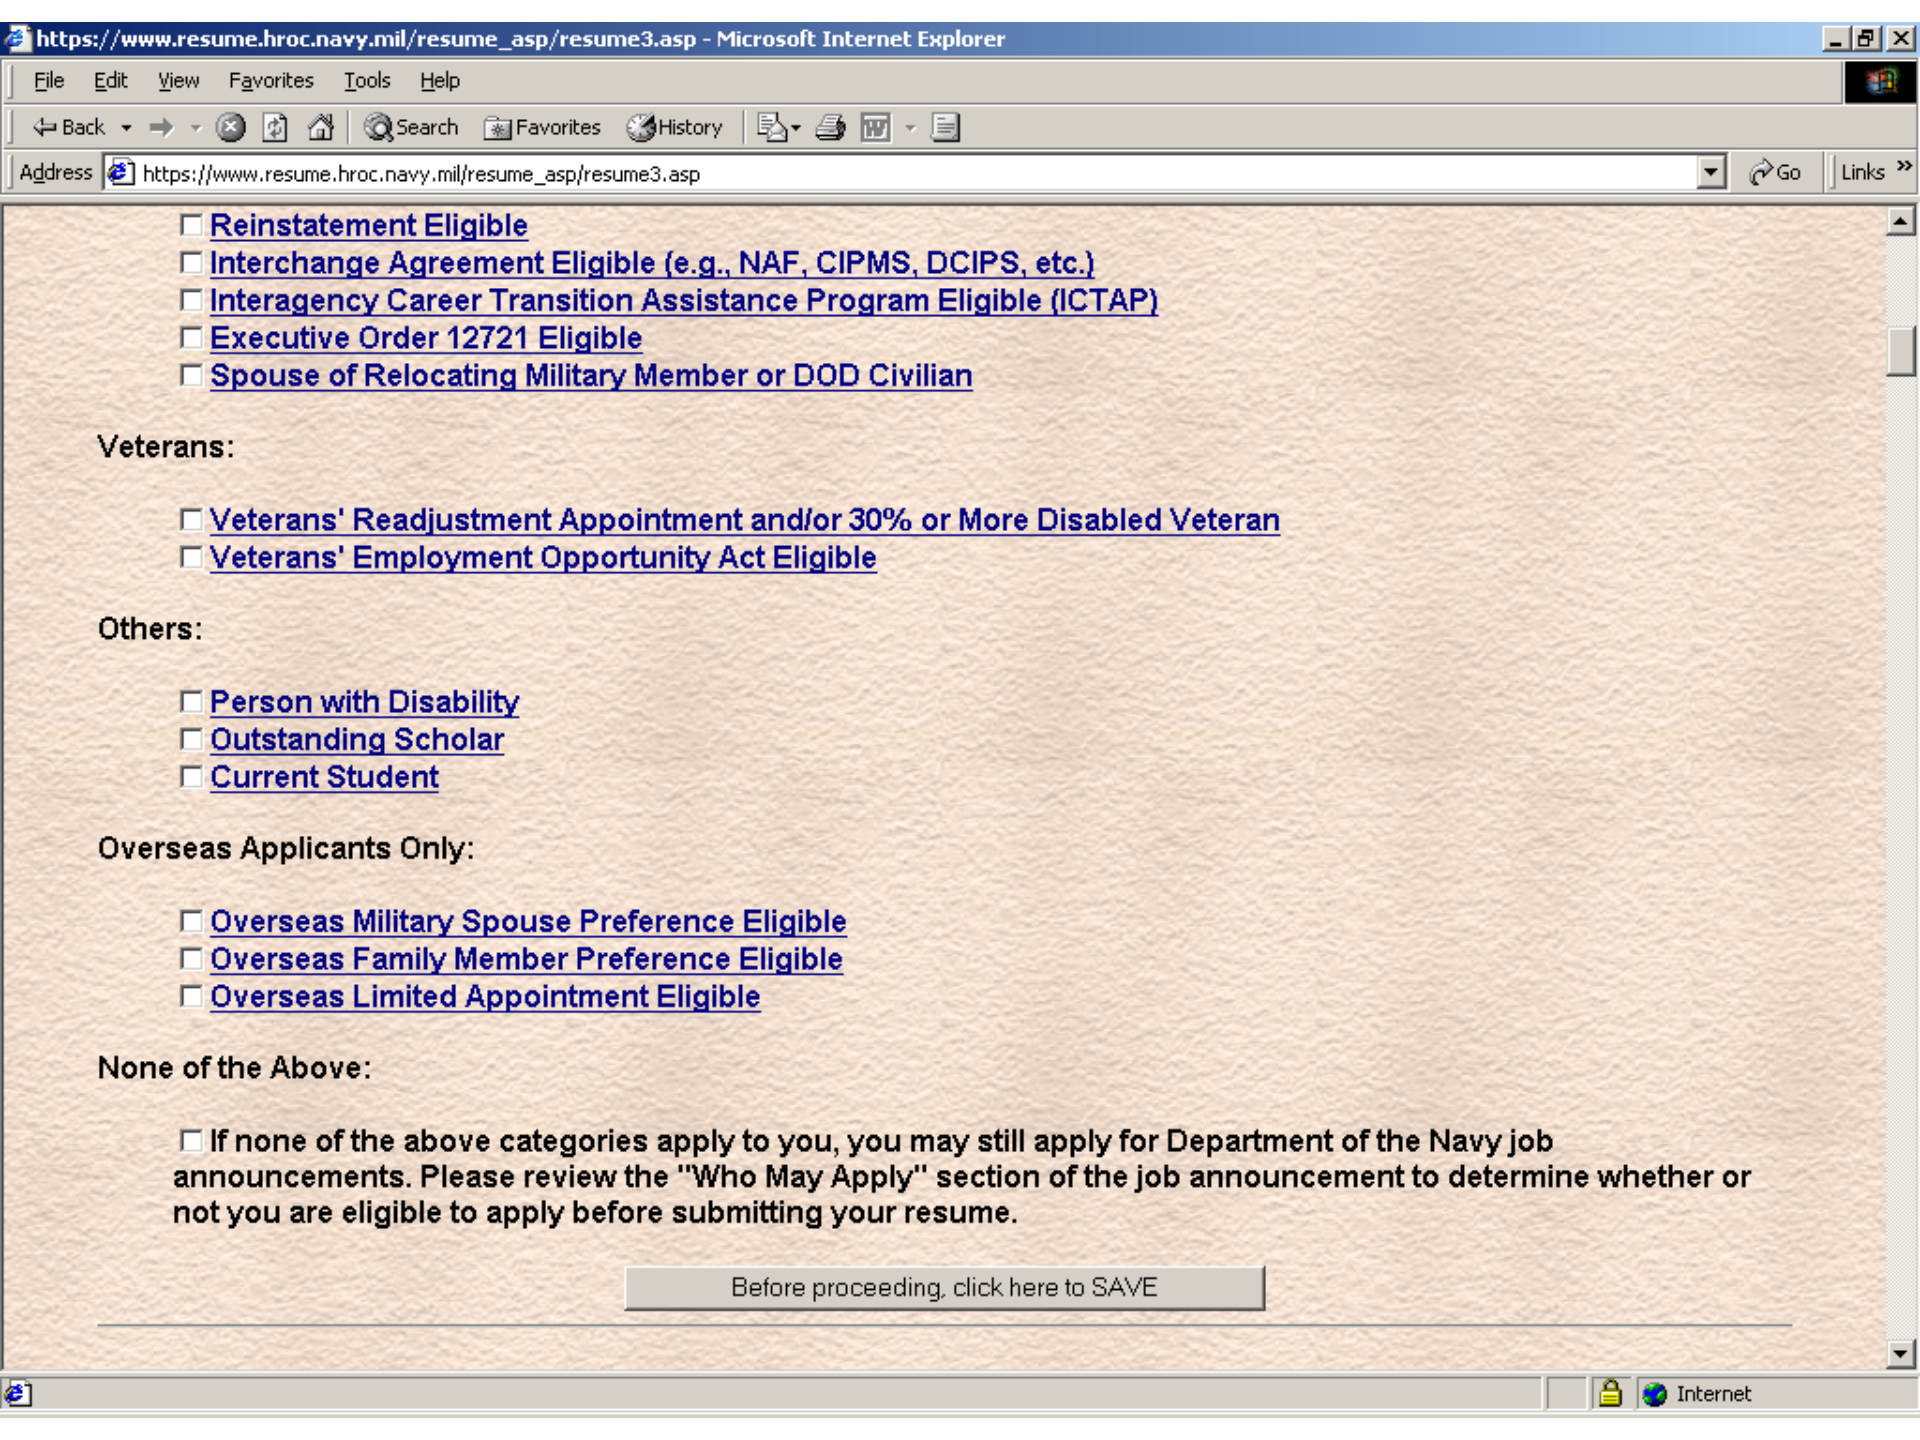 https://www.resume.hroc.navy.mil/resume_asp/resume3.asp - Microsoft Internet Explorer
File Edit View Favorites Tools Help
Back Search Favorites History
Address https://www.resume.hroc.navy.mil/resume_asp/resume3.asp Go Links »
Reinstatement Eligible
Interchange Agreement Eligible (e.g., NAF, CIPMS, DCIPS, etc.)
Interagency Career Transition Assistance Program Eligible (ICTAP)
Executive Order 12721 Eligible
Spouse of Relocating Military Member or DOD Civilian
Veterans:
Veterans' Readjustment Appointment and/or 30% or More Disabled Veteran
Veterans' Employment Opportunity Act Eligible
Others:
Person with Disability
Outstanding Scholar
Current Student
Overseas Applicants Only:
Overseas Military Spouse Preference Eligible
Overseas Family Member Preference Eligible
Overseas Limited Appointment Eligible
None of the Above:
If none of the above categories apply to you, you may still apply for Department of the Navy job
announcements. Please review the "Who May Apply" section of the job announcement to determine whether or
not you are eligible to apply before submitting your resume.
Before proceeding, click here to SAVE
Internet